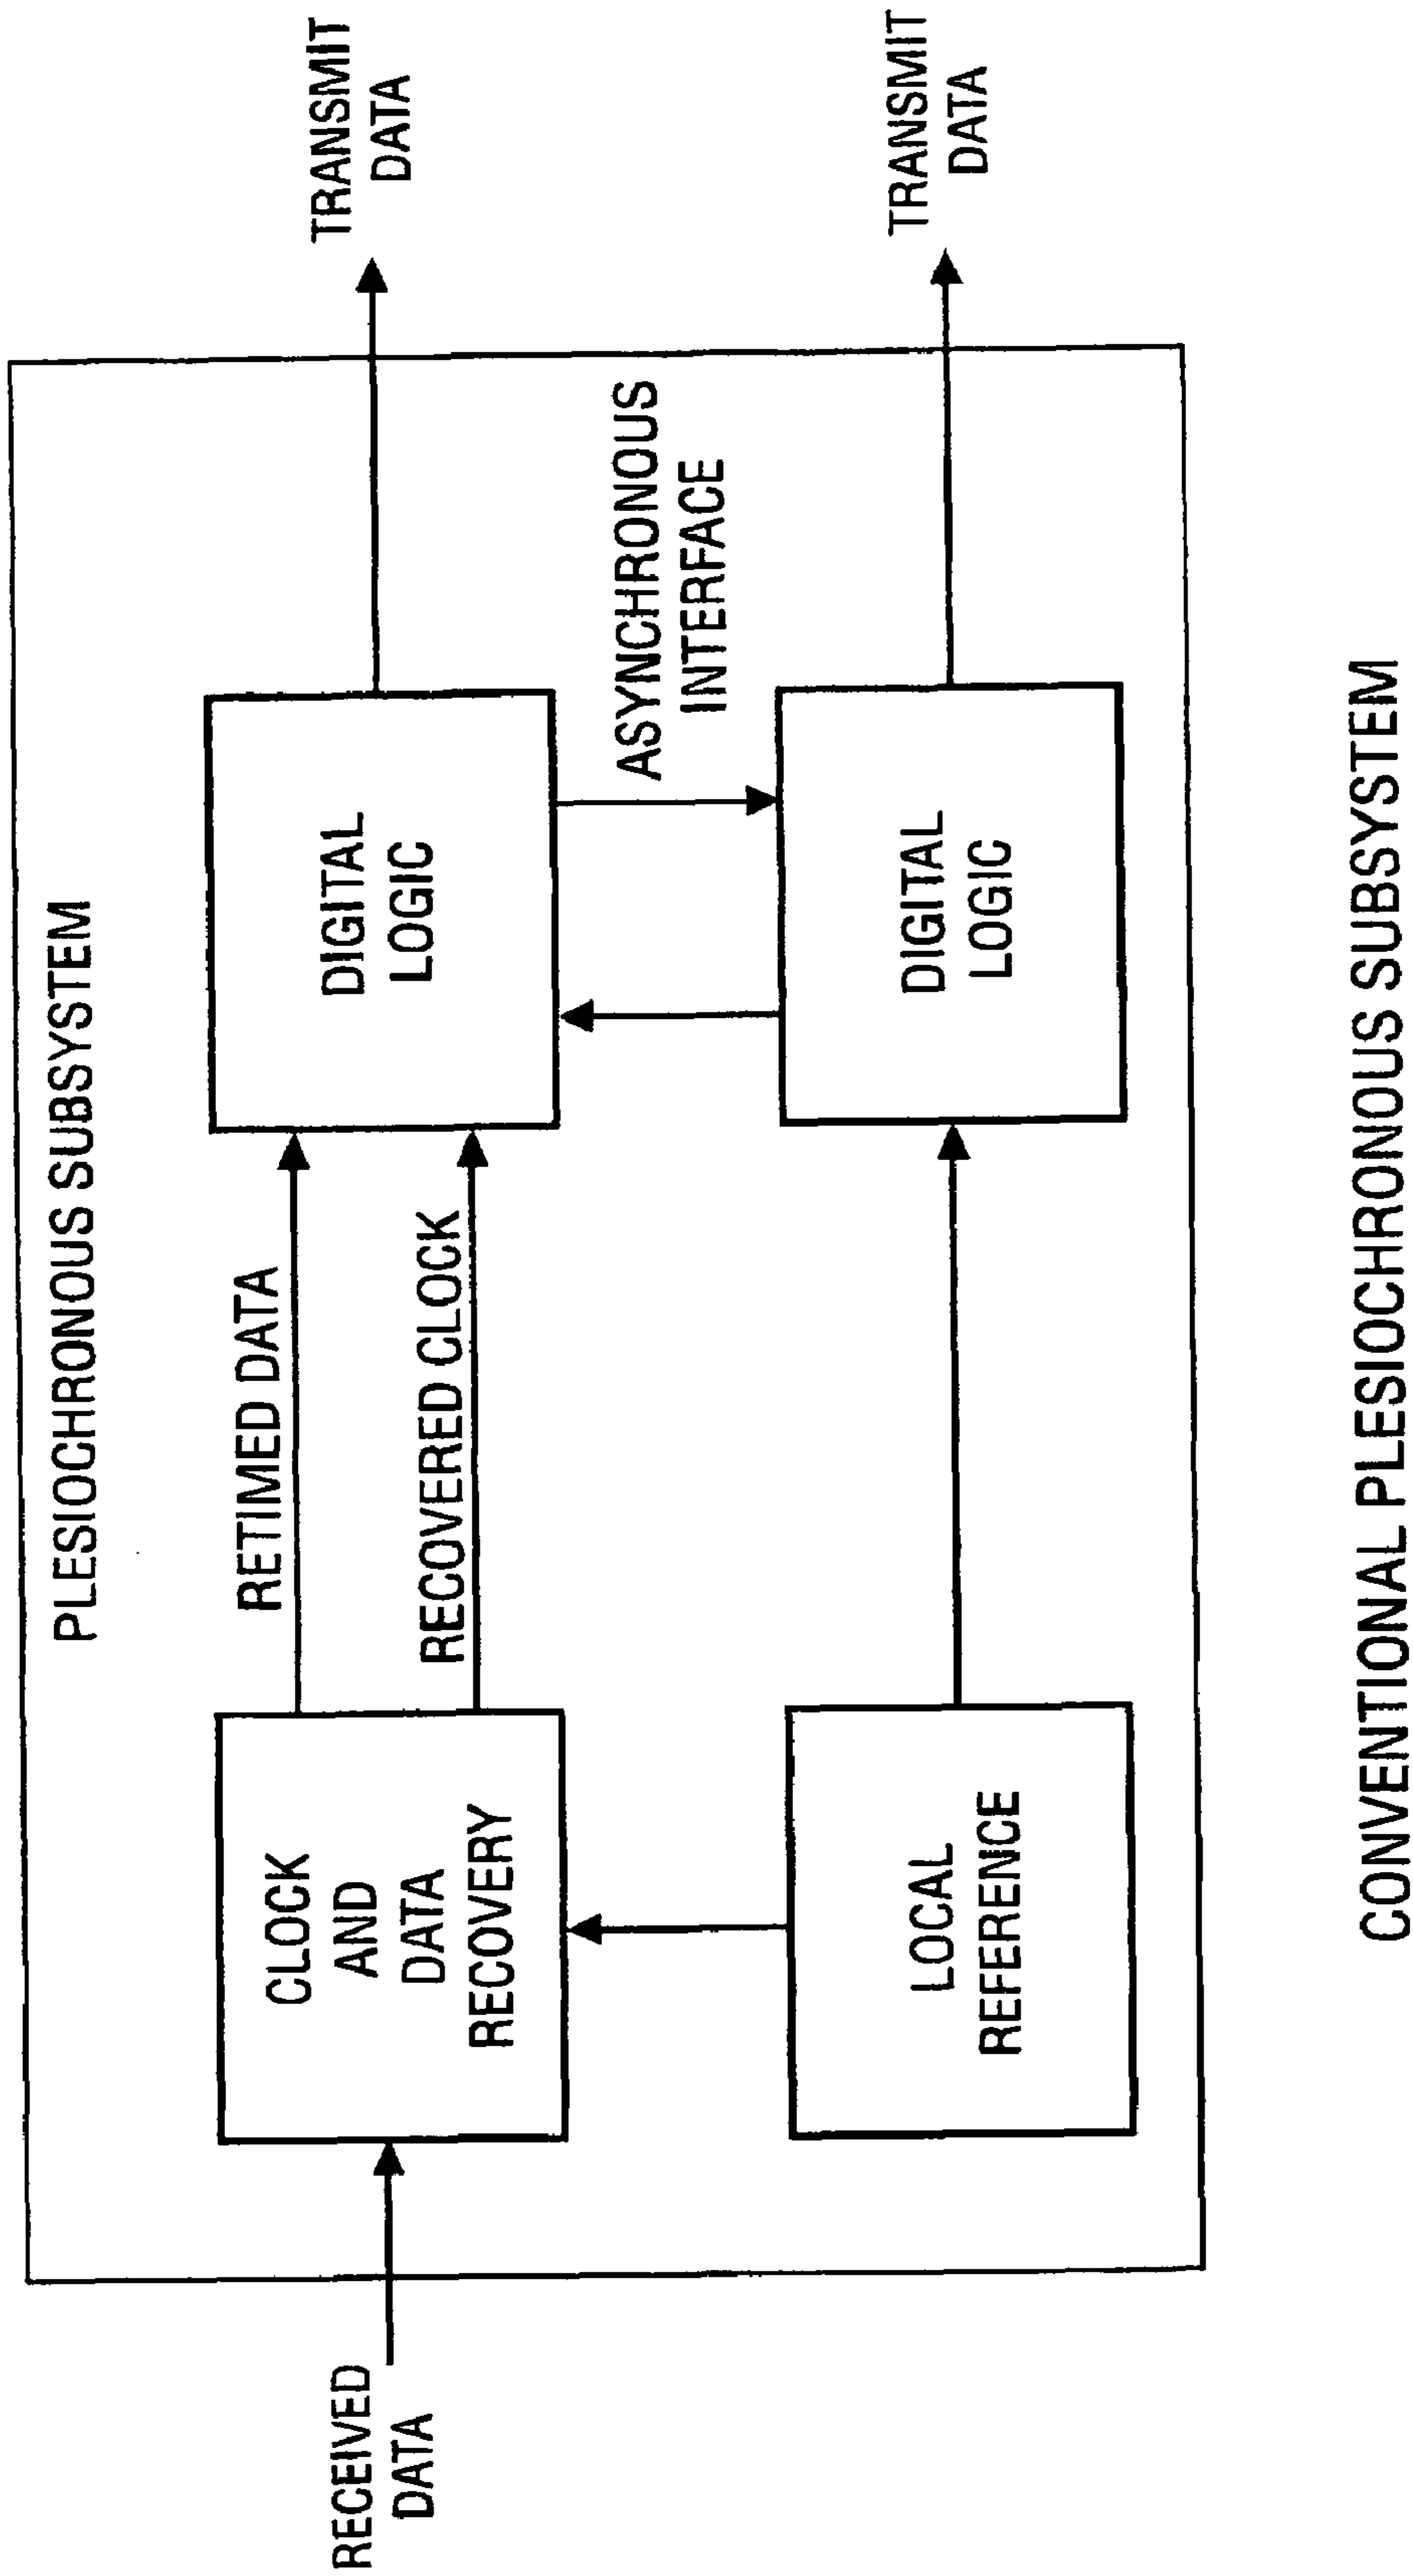 PLESIOCHRONOUS SUBSYSTEM
RECEIVED
DATA
CLOCK
AND
DATA
RECOVERY
RETIMED DATA
RECOVERED CLOCK
DIGITAL
LOGIC
TRANSMIT
DATA
ASYNCHRONOUS
INTERFACE
LOCAL
REFERENCE
DIGITAL
LOGIC
TRANSMIT
DATA
CONVENTIONAL PLESIOCHRONOUS SUBSYSTEM